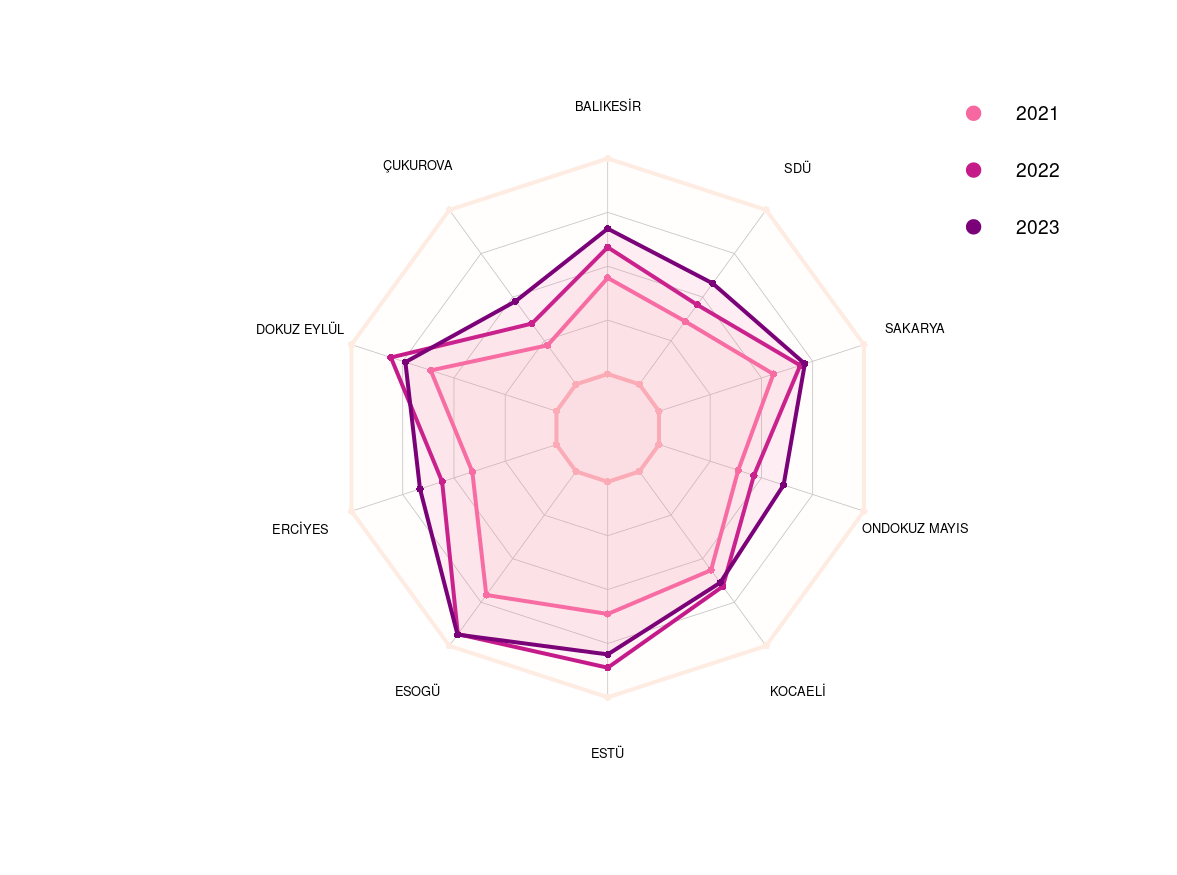 BALIKESİR
2021
ÇUKUROVA
SDÜ
2022
2023
DOKUZ EYLÜL
SAKARYA
ERCİYES
ONDOKUZ MAYIS
ESOGÜ
KOCAELİ
ESTÜ